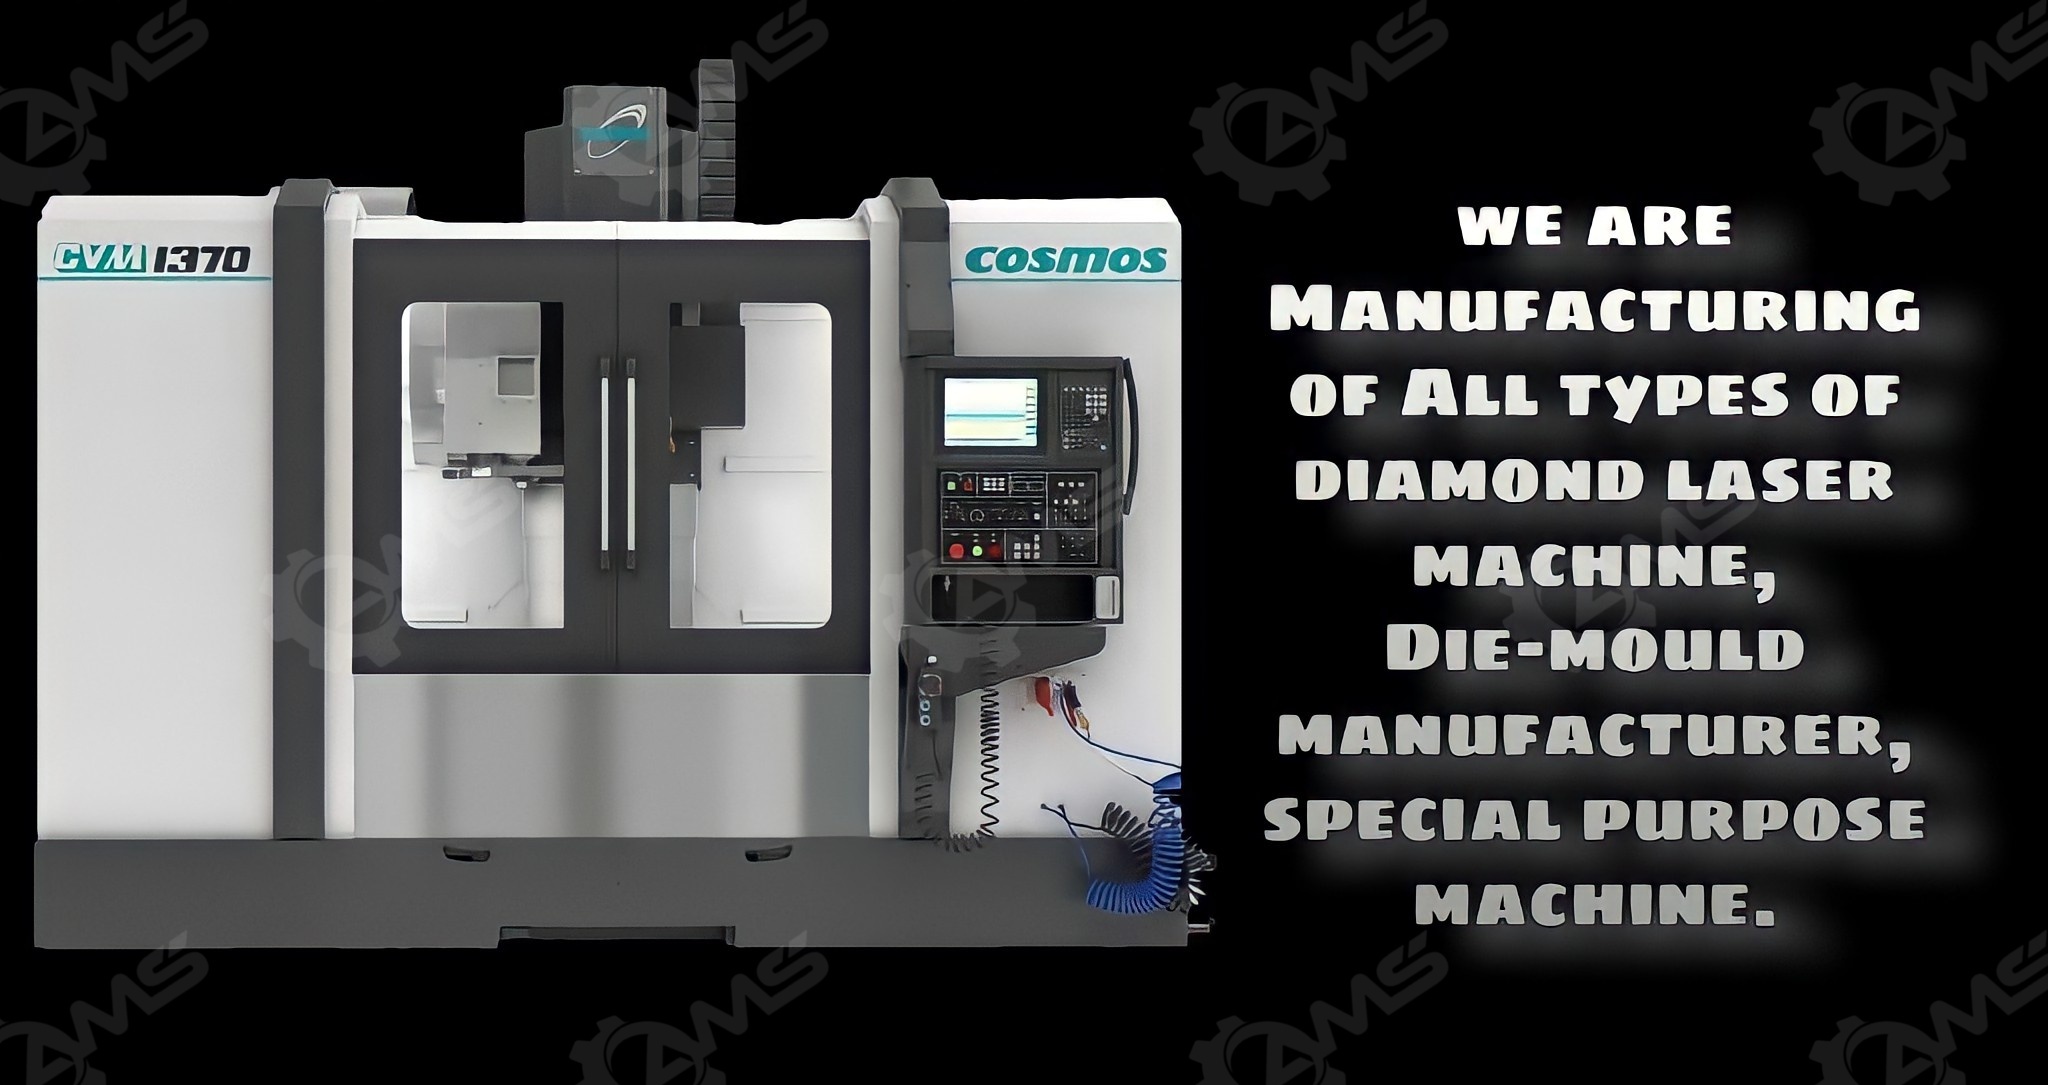 CVM 1370
COSMOS
WE ARE
MANUFACTURING
OF ALL TYPES OF
DIAMOND LASER
MACHINE,
DIE-MOULD
MANUFACTURER,
SPECIAL PURPOSE
MACHINE.